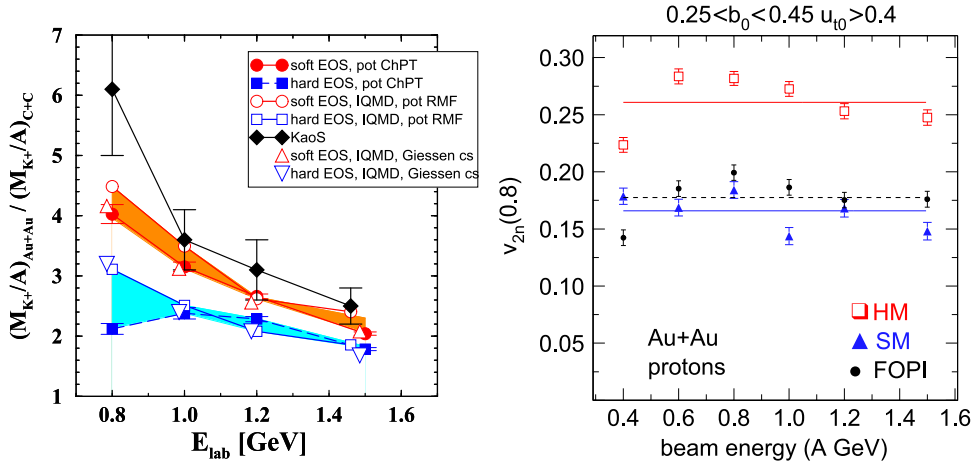 7
6
5
4
3
2
1
(M_K+/A)_Au+Au / (M_K+/A)_C+C
soft EOS, pot ChPT
hard EOS, pot ChPT
soft EOS, IQMD, pot RMF
hard EOS, IQMD, pot RMF
KaoS
soft EOS, IQMD, Giessen cs
hard EOS, IQMD, Giessen cs
0.8 1.0 1.2 1.4 1.6
E_lab [GeV]
0.25<b_0<0.45 u_t0>0.4
0.30
0.25
0.20
0.15
0.10
0.05
v_2n(0.8)
HM
SM
FOPI
Au+Au
protons
0.4 0.6 0.8 1.0 1.2 1.4 1.6
beam energy (A GeV)